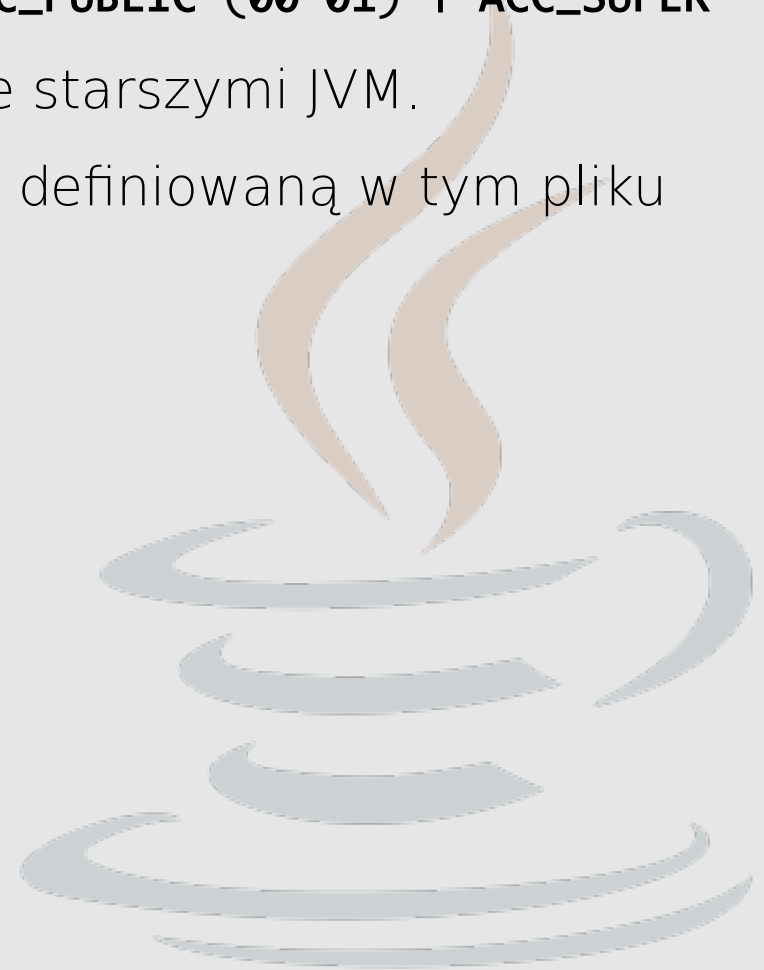 C_PUBLIC (00 01) | ACC_SUPER
e starszymi JVM.
definiowaną w tym pliku